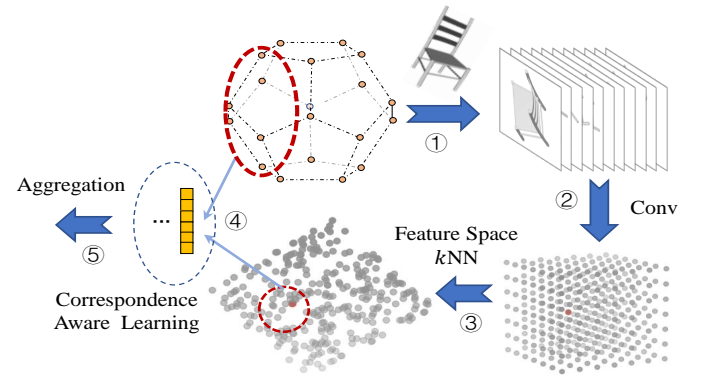 ①
②
Conv
Feature Space
kNN
③
④
...
Aggregation
⑤
Correspondence
Aware Learning